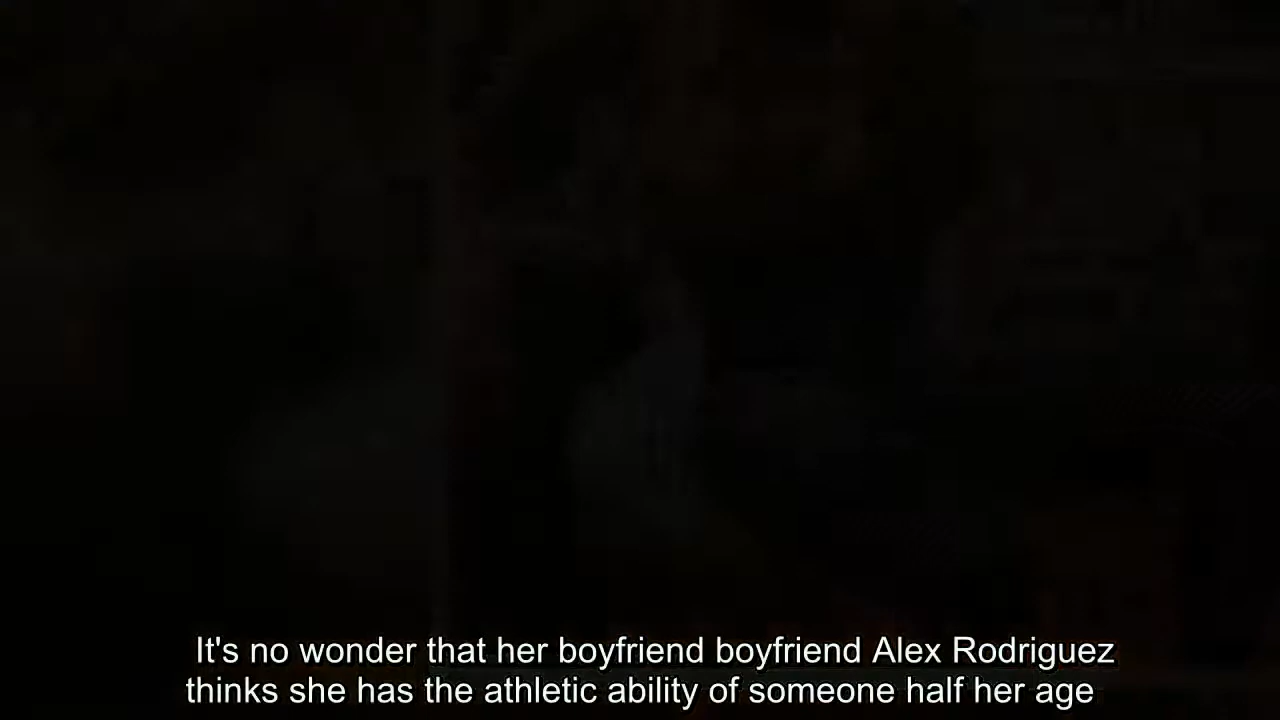 It's no wonder that her boyfriend boyfriend Alex Rodriguez
thinks she has the athletic ability of someone half her age